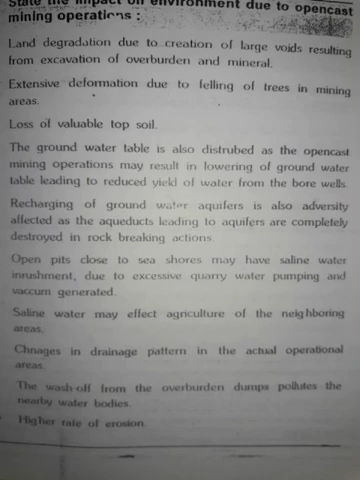 State the impact on environment due to opencast
mining operations :
Land degradation due to creation of large voids resulting
from excavation of overburden and mineral.
Extensive deformation due to felling of trees in mining
areas.
Loss of valuable top soil.
The ground water table is also distrubed as the opencast
mining operations may result in lowering of ground water
table leading to reduced yield of water from the bore wells.
Recharging of ground water aquifers is also adversity
affected as the aqueducts leading to aquifers are completely
destroyed in rock breaking actions.
Open pits close to sea shores may have saline water
inrushment, due to excessive quarry water pumping and
vaccum generated.
Saline water may effect agriculture of the neighboring
areas.
Chnages in drainage pattern in the actual operational
areas.
The wash-off from the overburden dumps pollutes the
nearby water bodies.
Higher rate of erosion.